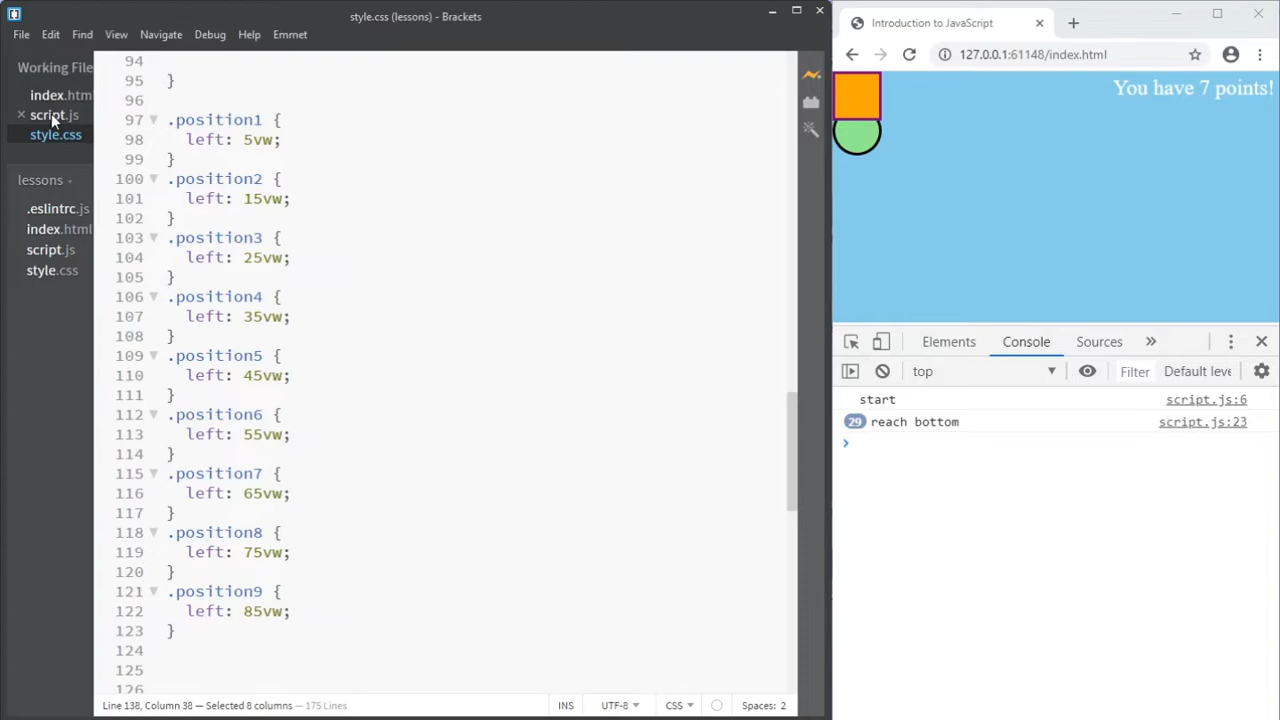 style.css (lessons) - Brackets
File Edit Find View Navigate Debug Help Emmet
Working File
index.html
script.js
style.css
lessons
.eslintrc.js
index.html
script.js
style.css
94
95 }
96
97 .position1 {
98 left: 5vw;
99 }
100 .position2 {
101 left: 15vw;
102 }
103 .position3 {
104 left: 25vw;
105 }
106 .position4 {
107 left: 35vw;
108 }
109 .position5 {
110 left: 45vw;
111 }
112 .position6 {
113 left: 55vw;
114 }
115 .position7 {
116 left: 65vw;
117 }
118 .position8 {
119 left: 75vw;
120 }
121 .position9 {
122 left: 85vw;
123 }
124
125
126
Line 138, Column 38 — Selected 8 columns — 175 Lines
INS UTF-8 CSS Spaces: 2
Introduction to JavaScript
127.0.0.1:61148/index.html
You have 7 points!
Elements Console Sources »
top Filter Default leve
start script.js:6
29 reach bottom script.js:23